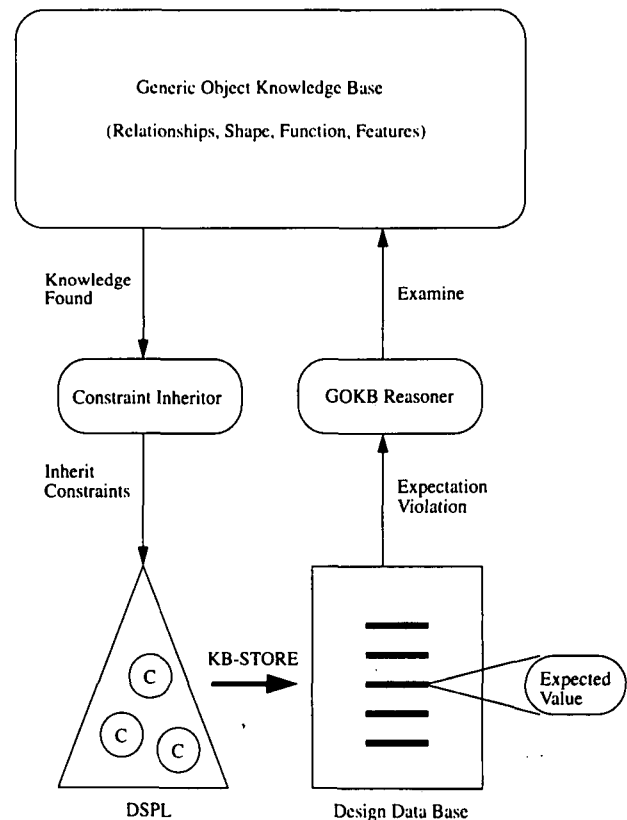 Generic Object Knowledge Base
(Relationships, Shape, Function, Features)
Knowledge
Found
Examine
Constraint Inheritor
GOKB Reasoner
Inherit
Constraints
Expectation
Violation
KB-STORE
C
C
C
Expected
Value
DSPL
Design Data Base